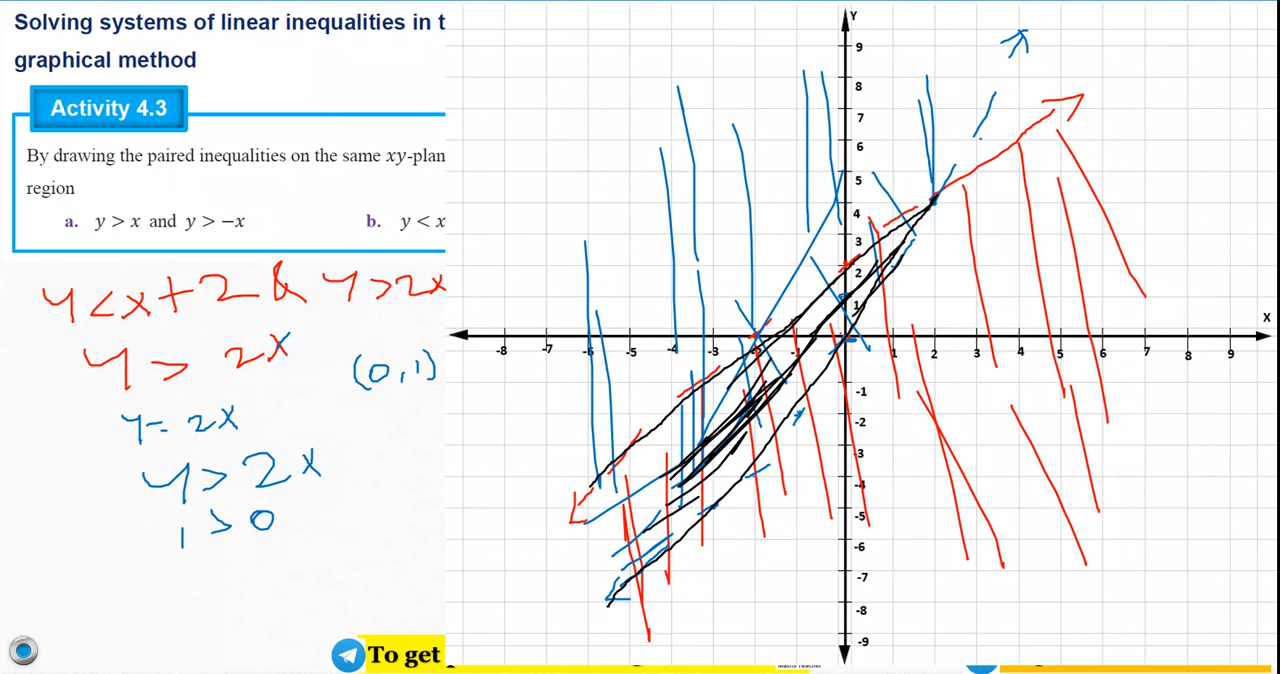 Solving systems of linear inequalities in t
graphical method
Activity 4.3
By drawing the paired inequalities on the same xy-plan
region
a. y > x and y > −x
b. y < x
y < x + 2 & y > 2x
y > 2x
(0,1)
y = 2x
y > 2x
1 > 0
To get
Maths Teacher
Y
9
8
7
6
5
4
3
2
1
X
-8 -7 -6 -5 -4 -3 -2 -1 1 2 3 4 5 6 7 8 9
-1
-2
-3
-4
-5
-6
-7
-8
-9